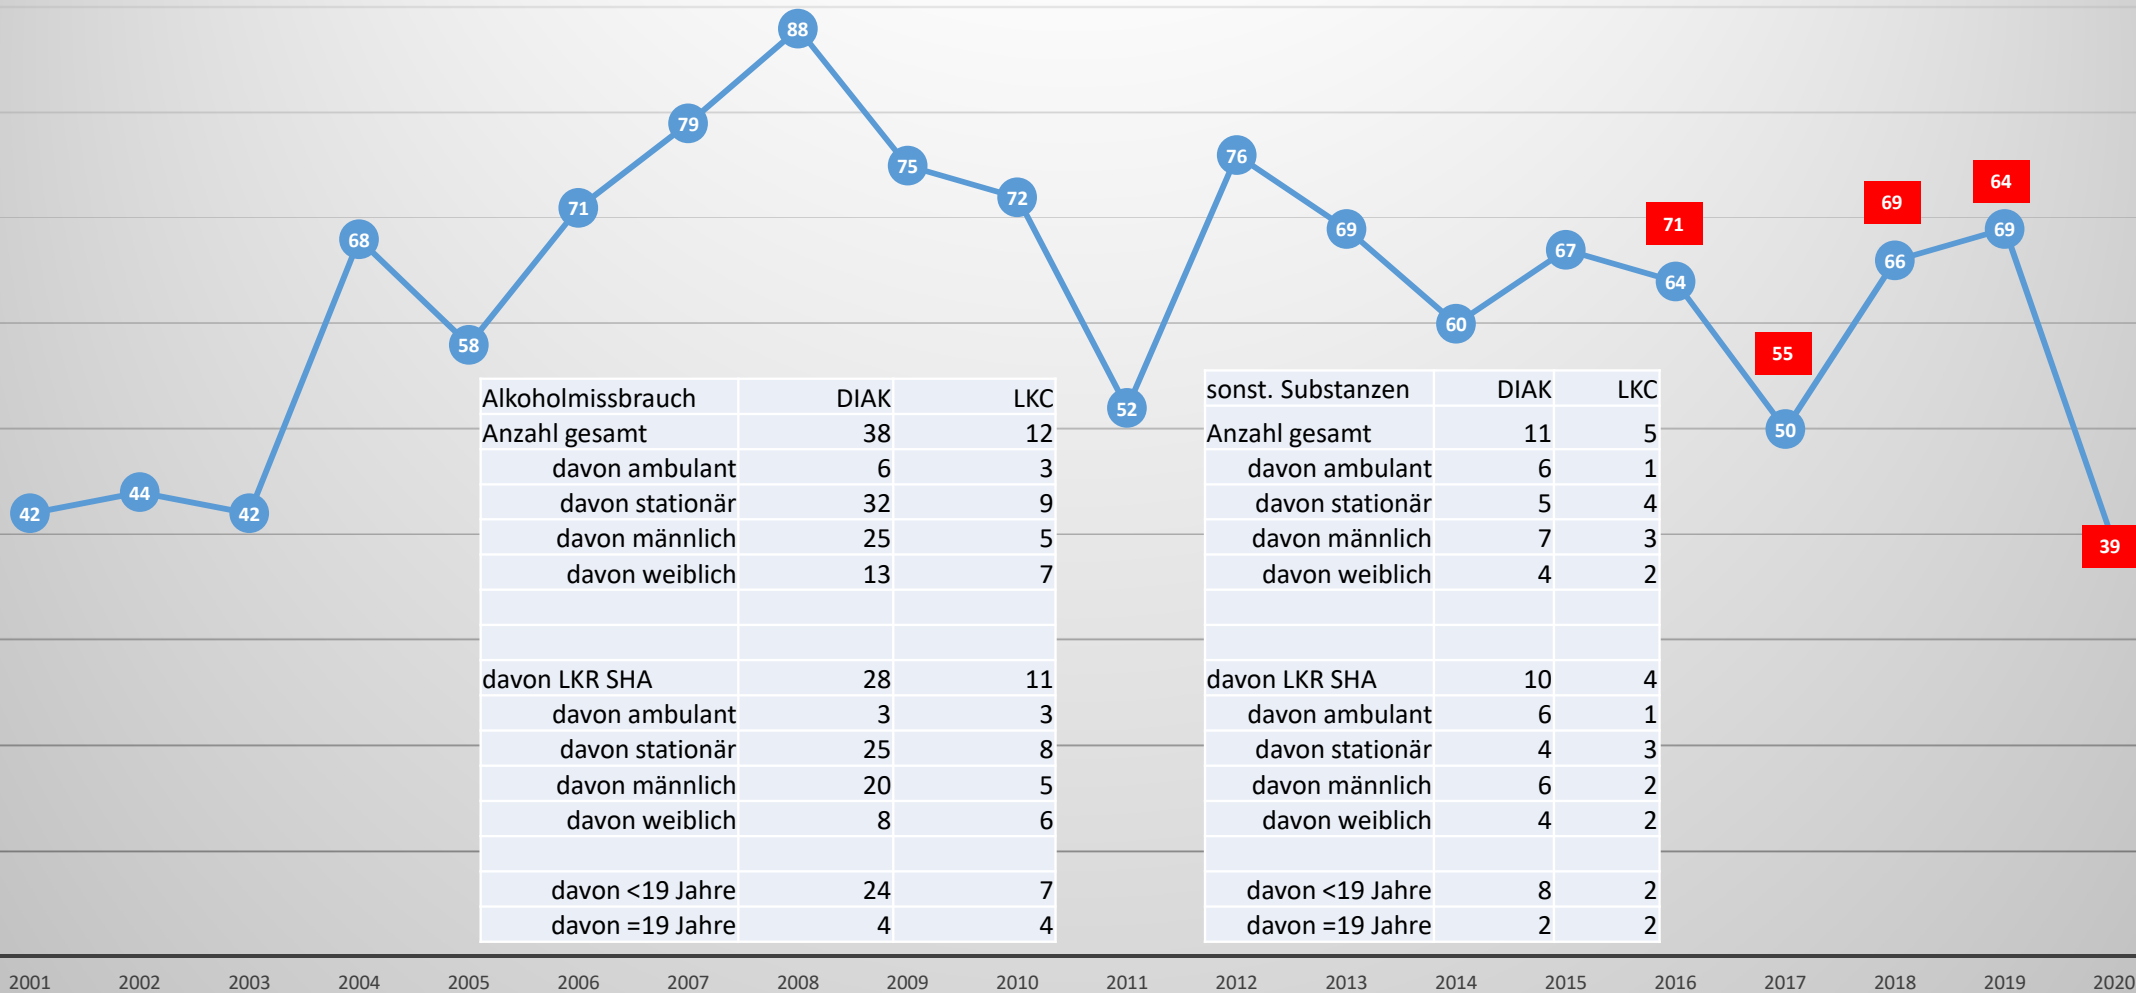 88
79
76
75
72
71
71
69
64
68
69
69
67
66
64
60
58
55
52
50
44
42
42
39
Alkoholmissbrauch DIAK LKC
Anzahl gesamt 38 12
davon ambulant 6 3
davon stationär 32 9
davon männlich 25 5
davon weiblich 13 7
davon LKR SHA 28 11
davon ambulant 3 3
davon stationär 25 8
davon männlich 20 5
davon weiblich 8 6
davon <19 Jahre 24 7
davon =19 Jahre 4 4
sonst. Substanzen DIAK LKC
Anzahl gesamt 11 5
davon ambulant 6 1
davon stationär 5 4
davon männlich 7 3
davon weiblich 4 2
davon LKR SHA 10 4
davon ambulant 6 1
davon stationär 4 3
davon männlich 6 2
davon weiblich 4 2
davon <19 Jahre 8 2
davon =19 Jahre 2 2
2001 2002 2003 2004 2005 2006 2007 2008 2009 2010 2011 2012 2013 2014 2015 2016 2017 2018 2019 2020